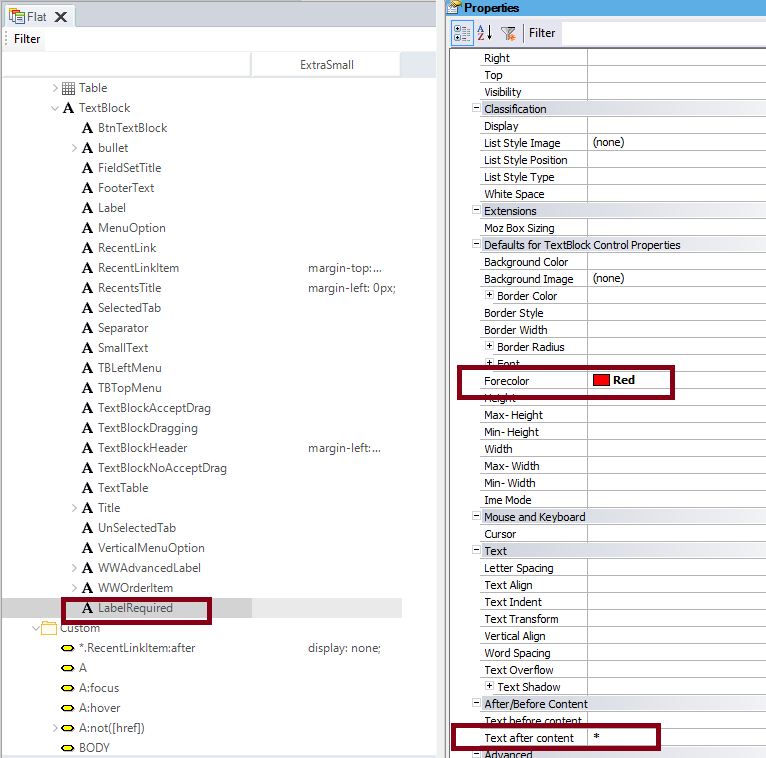 Flat
Filter
ExtraSmall
Table
TextBlock
BtnTextBlock
bullet
FieldSetTitle
FooterText
Label
MenuOption
RecentLink
RecentLinkItem margin-top:...
RecentsTitle margin-left: 0px;
SelectedTab
Separator
SmallText
TBLeftMenu
TBTopMenu
TextBlockAcceptDrag
TextBlockDragging
TextBlockHeader margin-left:...
TextBlockNoAcceptDrag
TextTable
Title
UnSelectedTab
VerticalMenuOption
WWAdvancedLabel
WWOrderItem
LabelRequired
Custom
*.RecentLinkItem:after display: none;
A
A:focus
A:hover
A:not([href])
BODY
Properties
Filter
Right
Top
Visibility
Classification
Display
List Style Image (none)
List Style Position
List Style Type
White Space
Extensions
Moz Box Sizing
Defaults for TextBlock Control Properties
Background Color
Background Image (none)
Border Color
Border Style
Border Width
Border Radius
Font
Forecolor Red
Height
Max- Height
Min- Height
Width
Max- Width
Min- Width
Ime Mode
Mouse and Keyboard
Cursor
Text
Letter Spacing
Text Align
Text Indent
Text Transform
Vertical Align
Word Spacing
Text Overflow
Text Shadow
After/Before Content
Text before content
Text after content *
Advanced